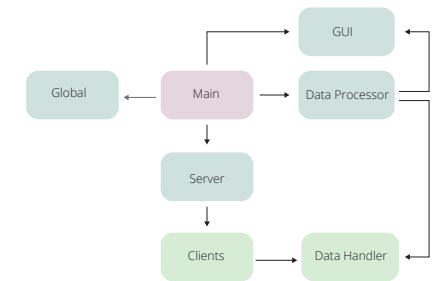 GUI
Global
Main
Data Processor
Server
Clients
Data Handler